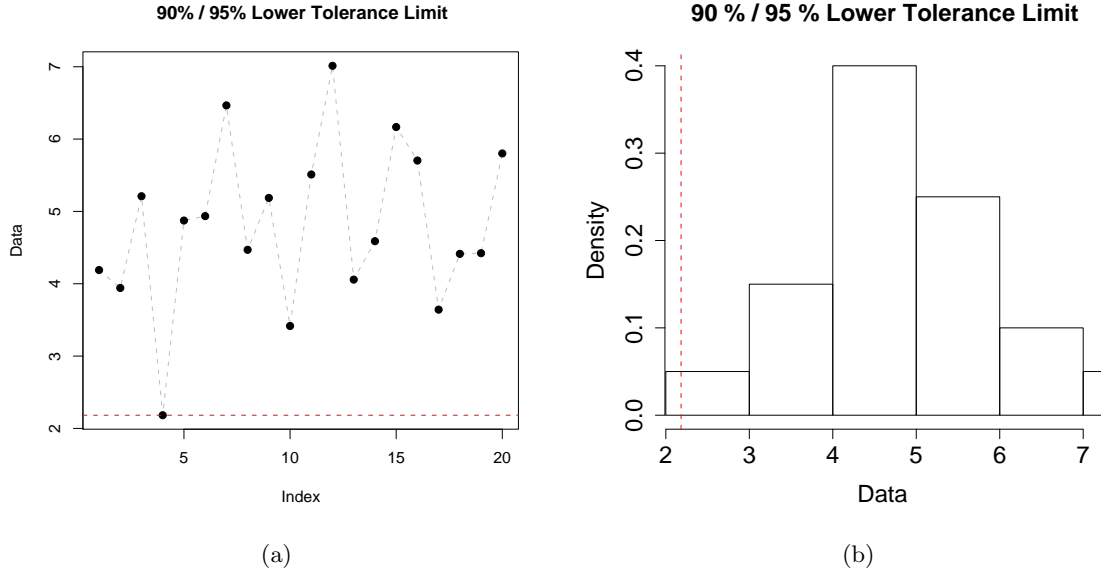 90% / 95% Lower Tolerance Limit
Data
7
6
5
4
3
2
5
10
15
20
Index
(a)
90 % / 95 % Lower Tolerance Limit
Density
0.4
0.3
0.2
0.1
0.0
2
3
4
5
6
7
Data
(b)